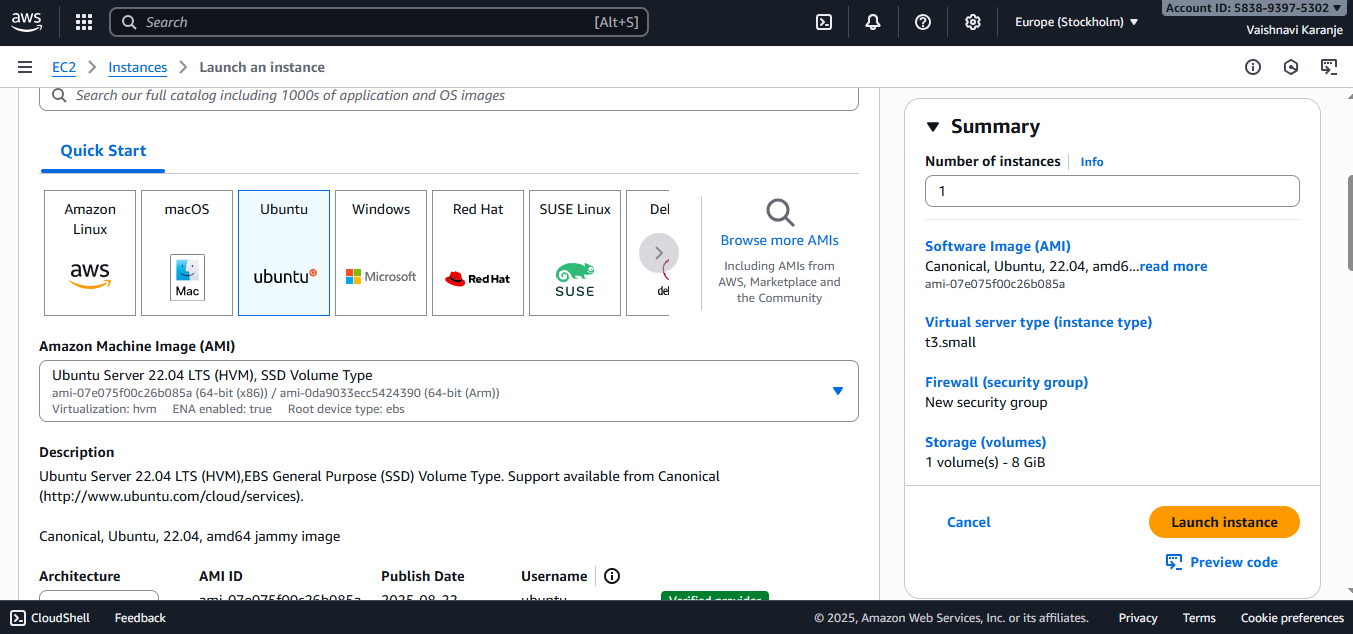 aws
Search
[Alt+S]
Europe (Stockholm)
Account ID: 5838-9397-5302
Vaishnavi Karanje
EC2
Instances
Launch an instance
Search our full catalog including 1000s of application and OS images
Quick Start
Amazon
Linux
aws
macOS
Mac
Ubuntu
ubuntu
Windows
Microsoft
Red Hat
Red Hat
SUSE Linux
SUSE
Browse more AMIs
Including AMIs from
AWS, Marketplace and
the Community
Amazon Machine Image (AMI)
Ubuntu Server 22.04 LTS (HVM), SSD Volume Type
ami-07e075f00c26b085a (64-bit (x86)) / ami-0da9033ecc5424390 (64-bit (Arm))
Virtualization: hvm ENA enabled: true Root device type: ebs
Description
Ubuntu Server 22.04 LTS (HVM),EBS General Purpose (SSD) Volume Type. Support available from Canonical
(http://www.ubuntu.com/cloud/services).
Canonical, Ubuntu, 22.04, amd64 jammy image
Architecture AMI ID Publish Date Username
ami-07e075f00c26b085a 2025-08-22 ubuntu Verified provider
Summary
Number of instances Info
1
Software Image (AMI)
Canonical, Ubuntu, 22.04, amd6...read more
ami-07e075f00c26b085a
Virtual server type (instance type)
t3.small
Firewall (security group)
New security group
Storage (volumes)
1 volume(s) - 8 GiB
Cancel
Launch instance
Preview code
CloudShell
Feedback
© 2025, Amazon Web Services, Inc. or its affiliates.
Privacy
Terms
Cookie preferences